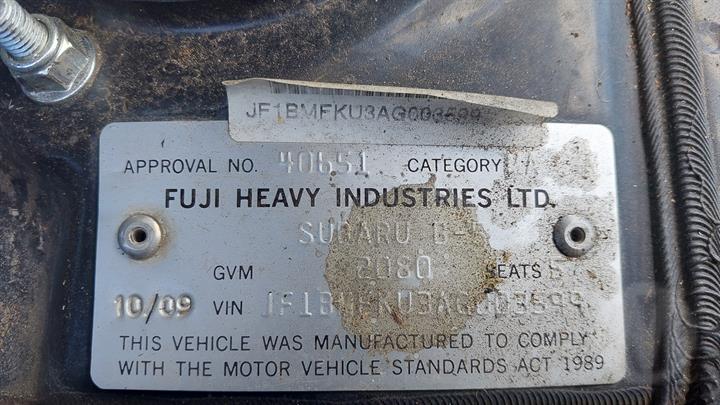 JF1BMFKU3AG003599
APPROVAL NO. 40651 CATEGORY
FUJI HEAVY INDUSTRIES LTD.
SUBARU
GVM 2080 SEATS 5
10/09 VIN JF1BMFKU3AG003599
THIS VEHICLE WAS MANUFACTURED TO COMPLY
WITH THE MOTOR VEHICLE STANDARDS ACT 1989